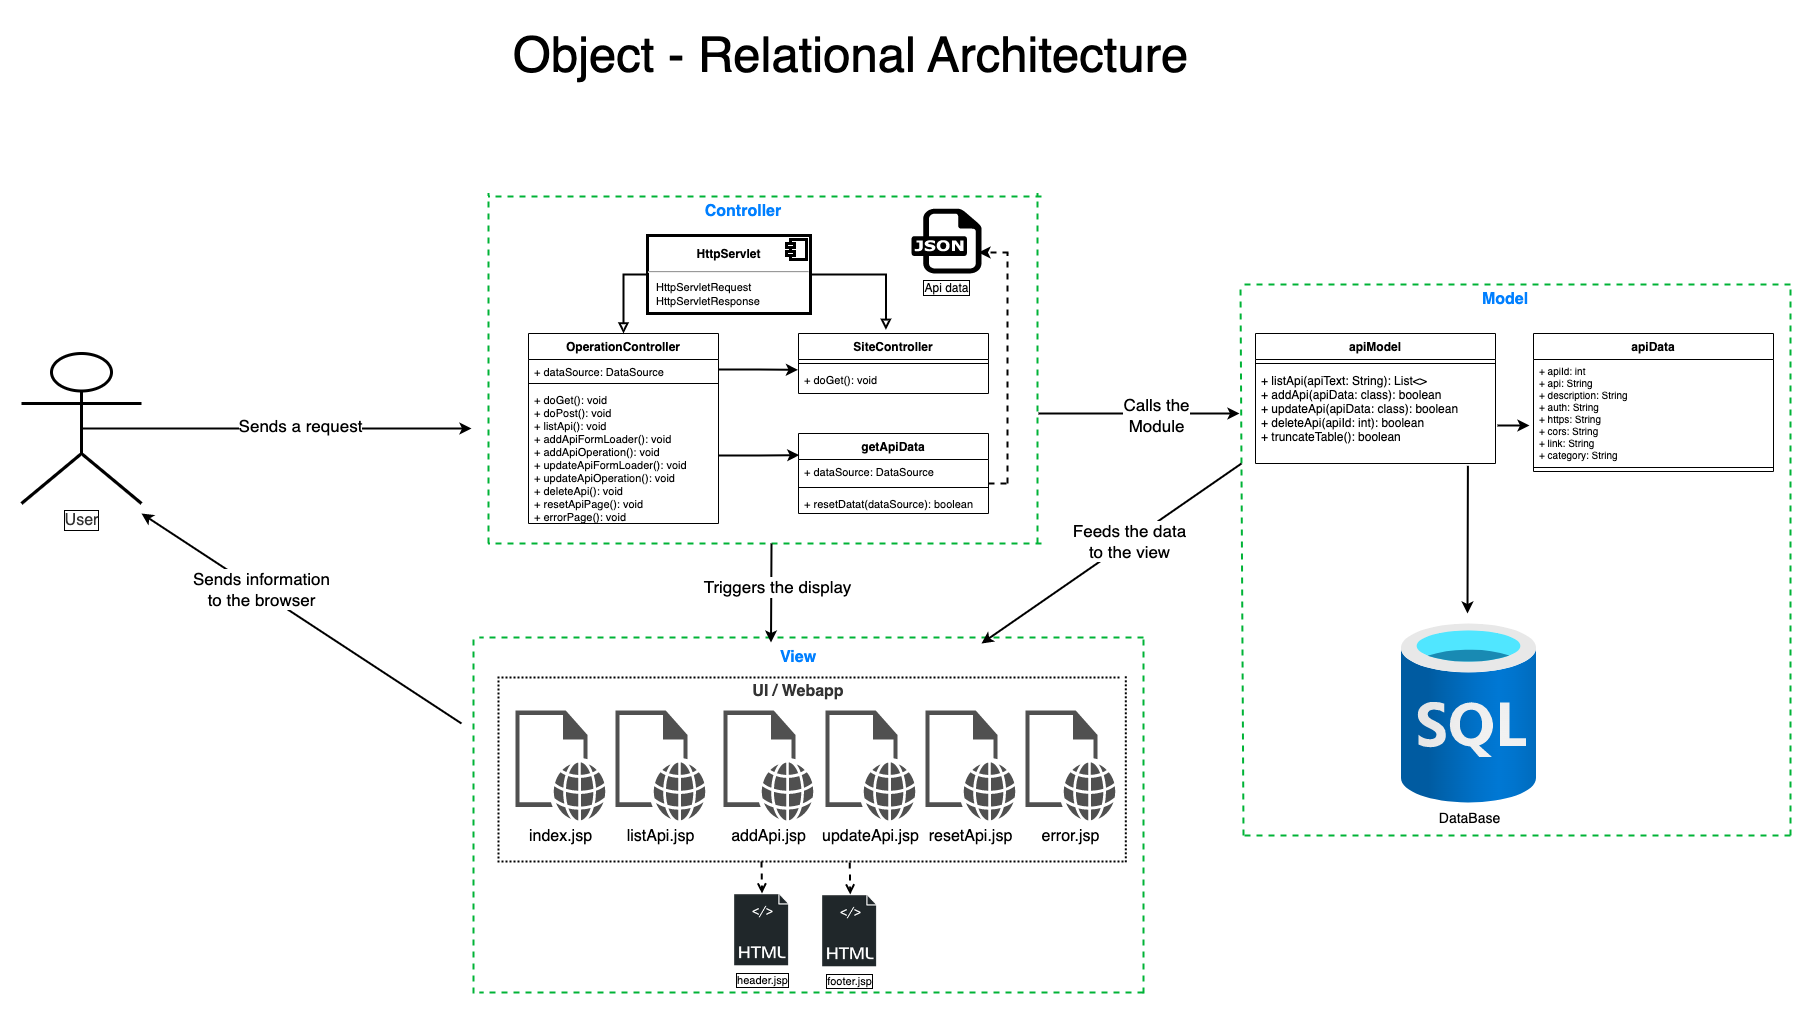 Object - Relational Architecture
Controller
HttpServlet
HttpServletRequest
HttpServletResponse
JSON
Api data
OperationController
+ dataSource: DataSource
+ doGet(): void
+ doPost(): void
+ listApi(): void
+ addApiFormLoader(): void
+ addApiOperation(): void
+ updateApiFormLoader(): void
+ updateApiOperation(): void
+ deleteApi(): void
+ resetApiPage(): void
+ errorPage(): void
SiteController
+ doGet(): void
getApiData
+ dataSource: DataSource
+ resetDatat(dataSource): boolean
Model
apiModel
+ listApi(apiText: String): List<>
+ addApi(apiData: class): boolean
+ updateApi(apiData: class): boolean
+ deleteApi(apiId: int): boolean
+ truncateTable(): boolean
apiData
+ apiId: int
+ api: String
+ description: String
+ auth: String
+ https: String
+ cors: String
+ link: String
+ category: String
Sends a request
User
Calls the
Module
Feeds the data
to the view
Sends information
to the browser
Triggers the display
SQL
DataBase
View
UI / Webapp
index.jsp
listApi.jsp
addApi.jsp
updateApi.jsp
resetApi.jsp
error.jsp
</>
HTML
header.jsp
</>
HTML
footer.jsp